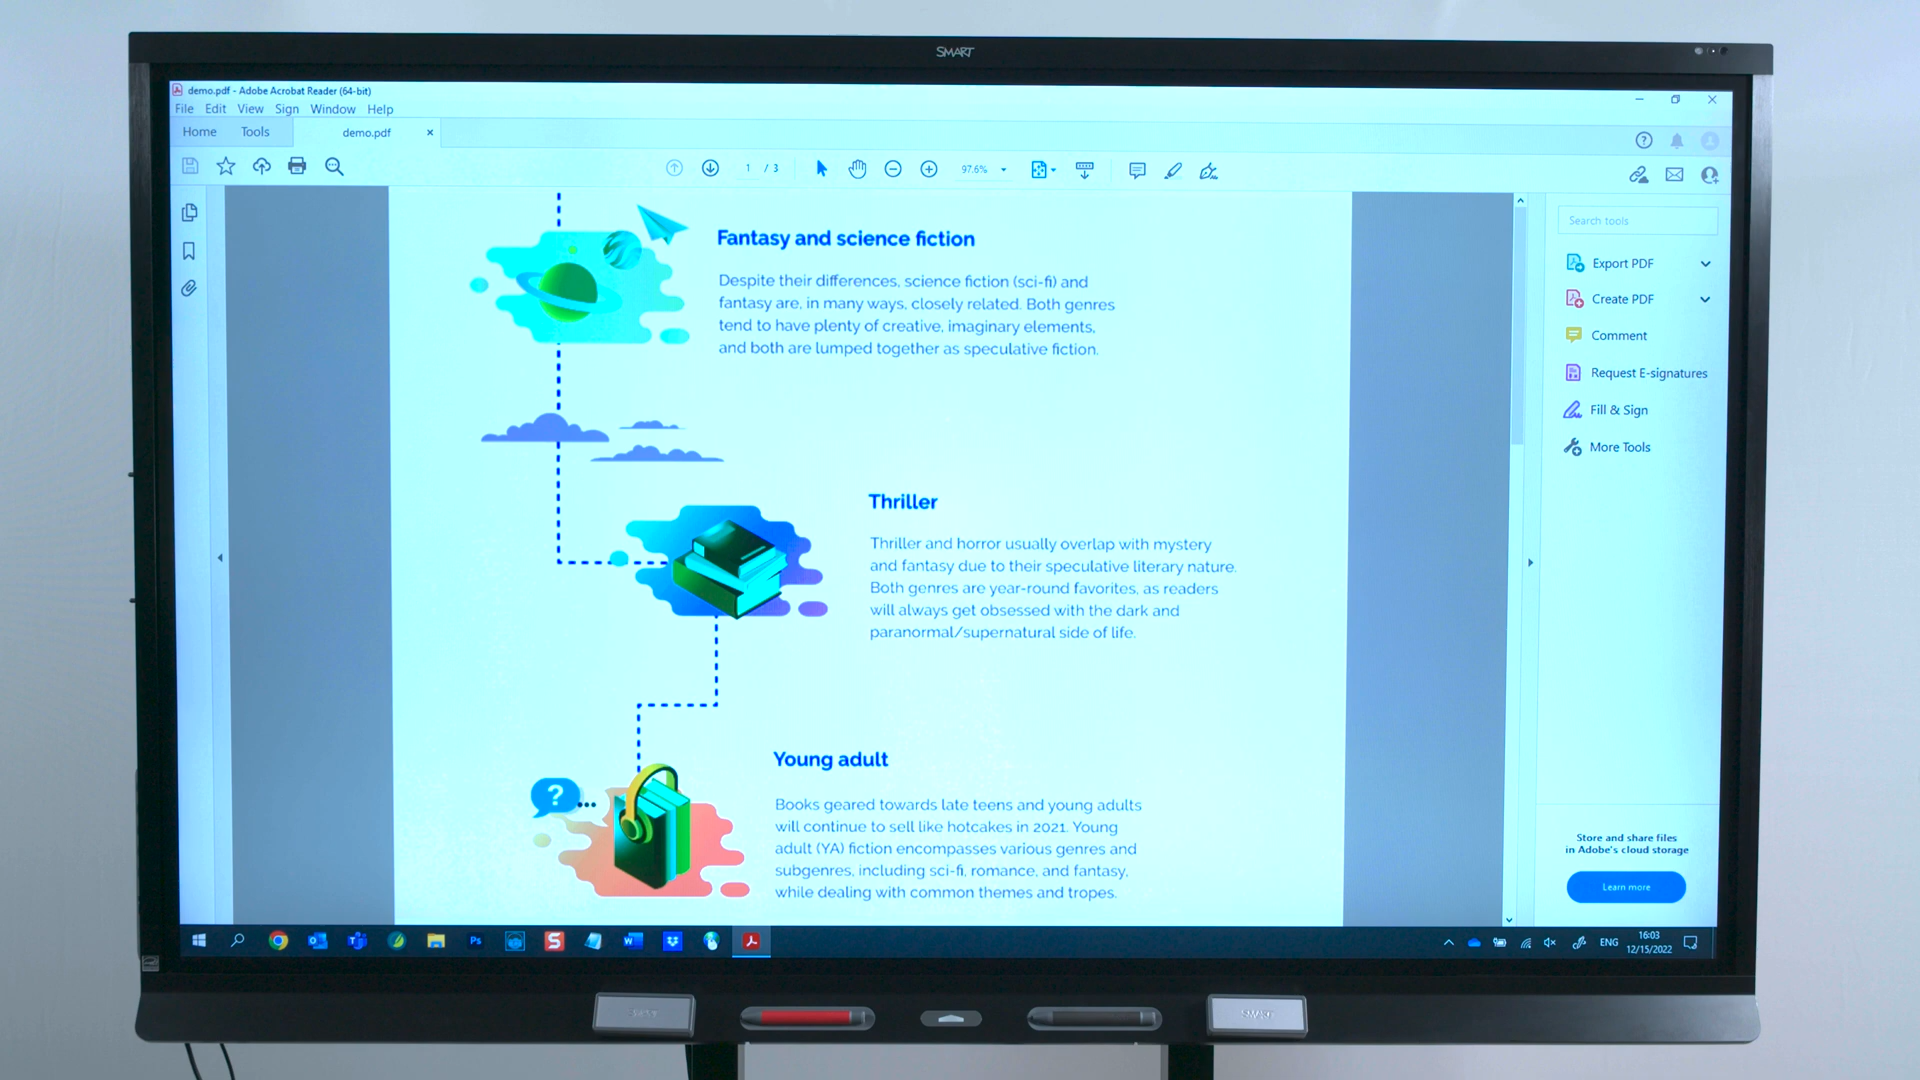 SMART
demo.pdf - Adobe Acrobat Reader (64-bit)
File Edit View Sign Window Help
Home Tools demo.pdf
1 / 3 97.6%
Search tools
Export PDF
Create PDF
Comment
Request E-signatures
Fill & Sign
More Tools
Store and share files
in Adobe's cloud storage
Learn more
Fantasy and science fiction
Despite their differences, science fiction (sci-fi) and
fantasy are, in many ways, closely related. Both genres
tend to have plenty of creative, imaginary elements,
and both are lumped together as speculative fiction.
Thriller
Thriller and horror usually overlap with mystery
and fantasy due to their speculative literary nature.
Both genres are year-round favorites, as readers
will always get obsessed with the dark and
paranormal/supernatural side of life.
?...
Young adult
Books geared towards late teens and young adults
will continue to sell like hotcakes in 2021. Young
adult (YA) fiction encompasses various genres and
subgenres, including sci-fi, romance, and fantasy,
while dealing with common themes and tropes.
Ps S W
ENG
16:03
12/15/2022
SMART SMART